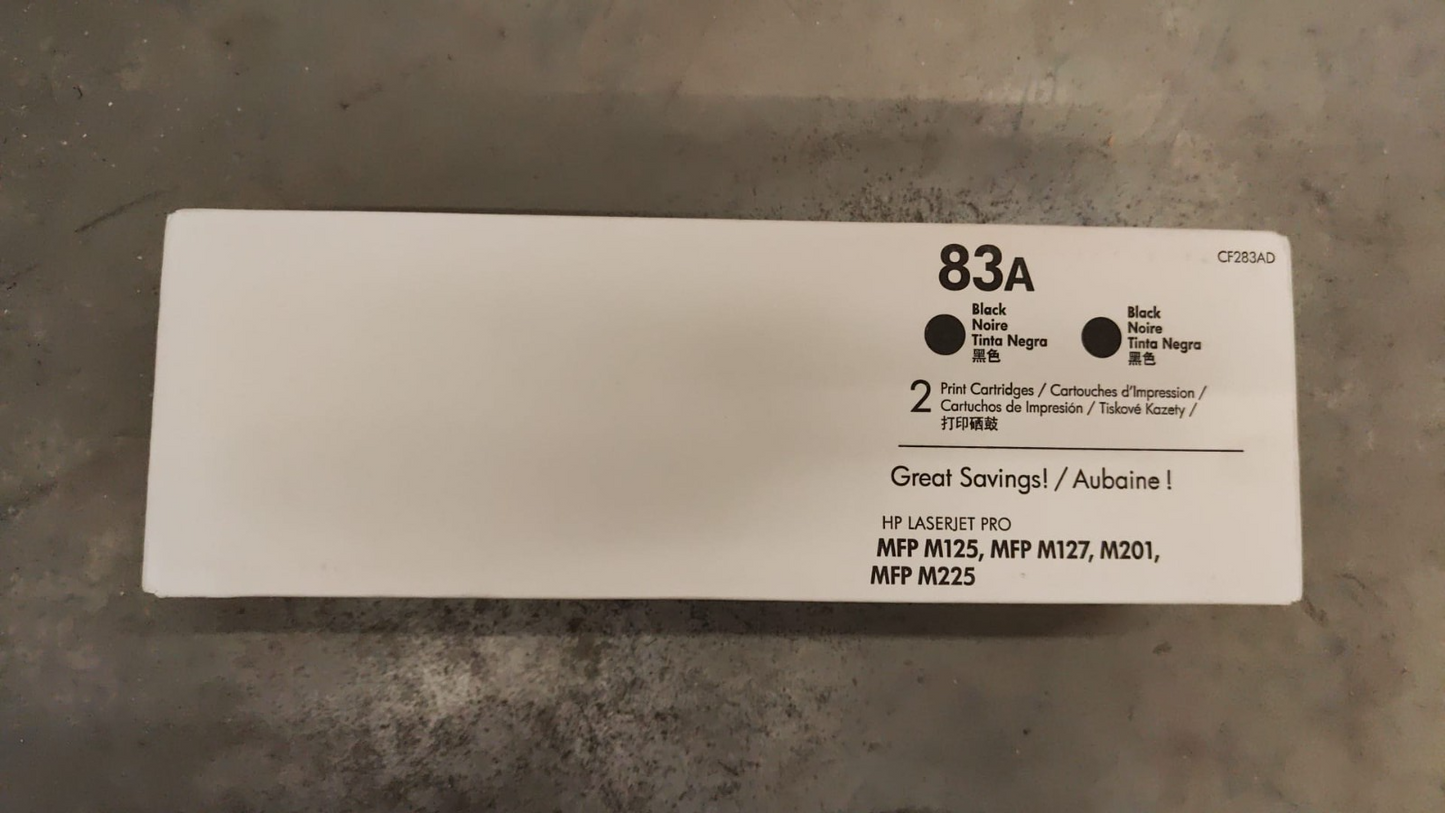 83A
CF283AD
Black
Noire
Tinta Negra
黑色
Black
Noire
Tinta Negra
黑色
2 Print Cartridges / Cartouches d'Impression /
Cartuchos de Impresión / Tiskové Kazety /
打印硒鼓
Great Savings! / Aubaine !
HP LASERJET PRO
MFP M125, MFP M127, M201,
MFP M225